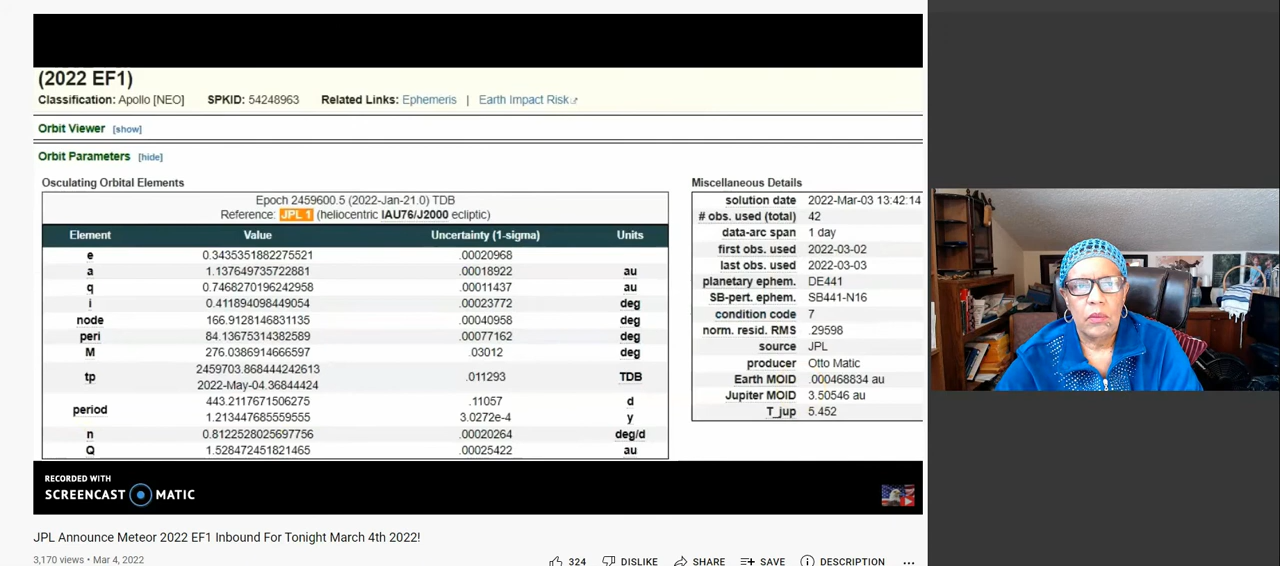 (2022 EF1)
Classification: Apollo [NEO] SPKID: 54248963 Related Links: Ephemeris | Earth Impact Risk
Orbit Viewer [show]
Orbit Parameters [hide]
Osculating Orbital Elements
Epoch 2459600.5 (2022-Jan-21.0) TDB
Reference: JPL 1 (heliocentric IAU76/J2000 ecliptic)
Element Value Uncertainty (1-sigma) Units
e 0.3435351882275521 .00020968
a 1.137649735722881 .00018922 au
q 0.7468270196242958 .00011437 au
i 0.411894098449054 .00023772 deg
node 166.9128146831135 .00040958 deg
peri 84.13675314382589 .00077162 deg
M 276.0386914666597 .03012 deg
tp 2459703.868444242613 .011293 TDB
2022-May-04.36844424
period 443.2117671506275 .11057 d
1.213447685559555 3.0272e-4 y
n 0.8122528025697756 .00020264 deg/d
Q 1.528472451821465 .00025422 au
Miscellaneous Details
solution date 2022-Mar-03 13:42:14
# obs. used (total) 42
data-arc span 1 day
first obs. used 2022-03-02
last obs. used 2022-03-03
planetary ephem. DE441
SB-pert. ephem. SB441-N16
condition code 7
norm. resid. RMS .29598
source JPL
producer Otto Matic
Earth MOID .000468834 au
Jupiter MOID 3.50546 au
T_jup 5.452
RECORDED WITH
SCREENCAST MATIC
JPL Announce Meteor 2022 EF1 Inbound For Tonight March 4th 2022!
3,170 views • Mar 4, 2022 324 DISLIKE SHARE SAVE DESCRIPTION ...